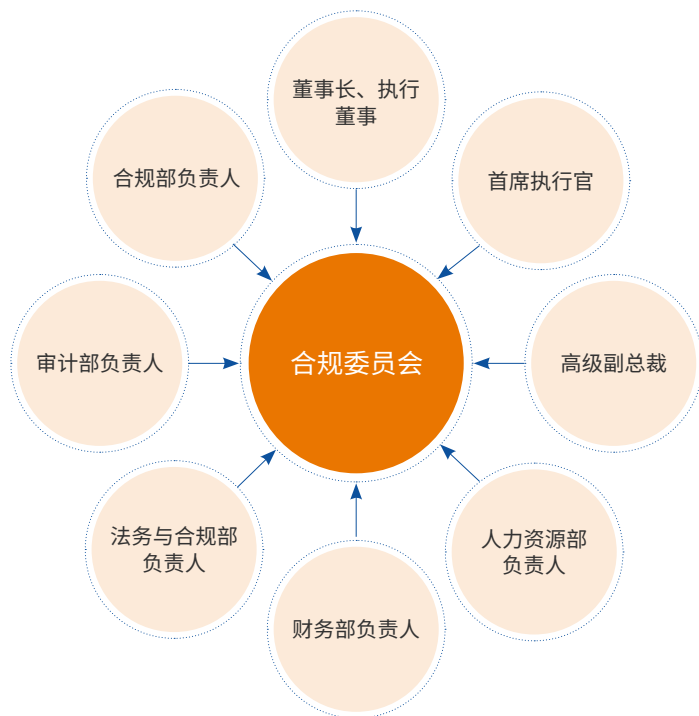 董事长、执行
董事
首席执行官
高级副总裁
人力资源部
负责人
财务部负责人
法务与合规部
负责人
审计部负责人
合规部负责人
合规委员会